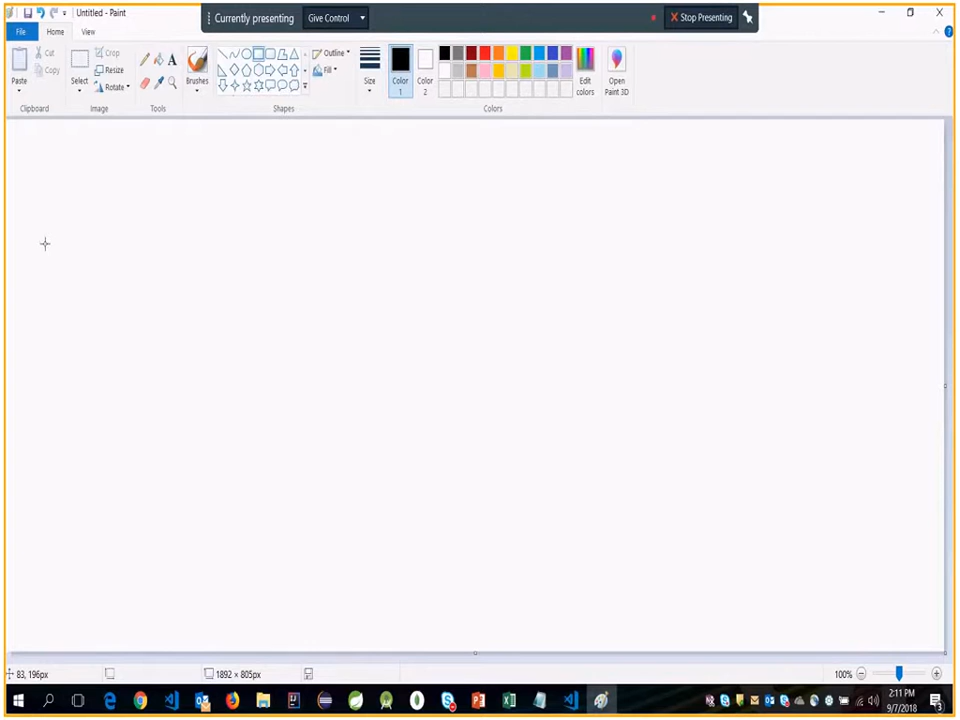 Untitled - Paint
Currently presenting Give Control Stop Presenting
File Home View
Paste Cut Copy
Select Crop Resize Rotate
Brushes
Outline Fill
Size
Color 1
Color 2
Edit colors
Open Paint 3D
Clipboard Image Tools Shapes Colors
83, 196px 1892 × 805px 100%
2:11 PM
9/7/2018
3